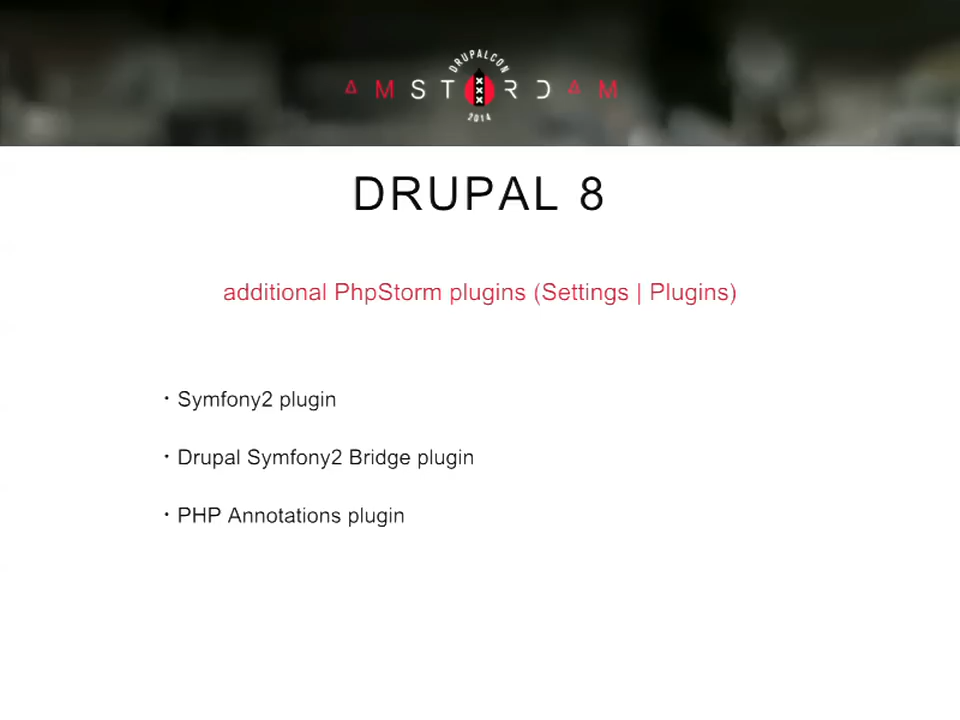 DRUPALCON
AMSTERDAM
2014
DRUPAL 8
additional PhpStorm plugins (Settings | Plugins)
· Symfony2 plugin
· Drupal Symfony2 Bridge plugin
· PHP Annotations plugin